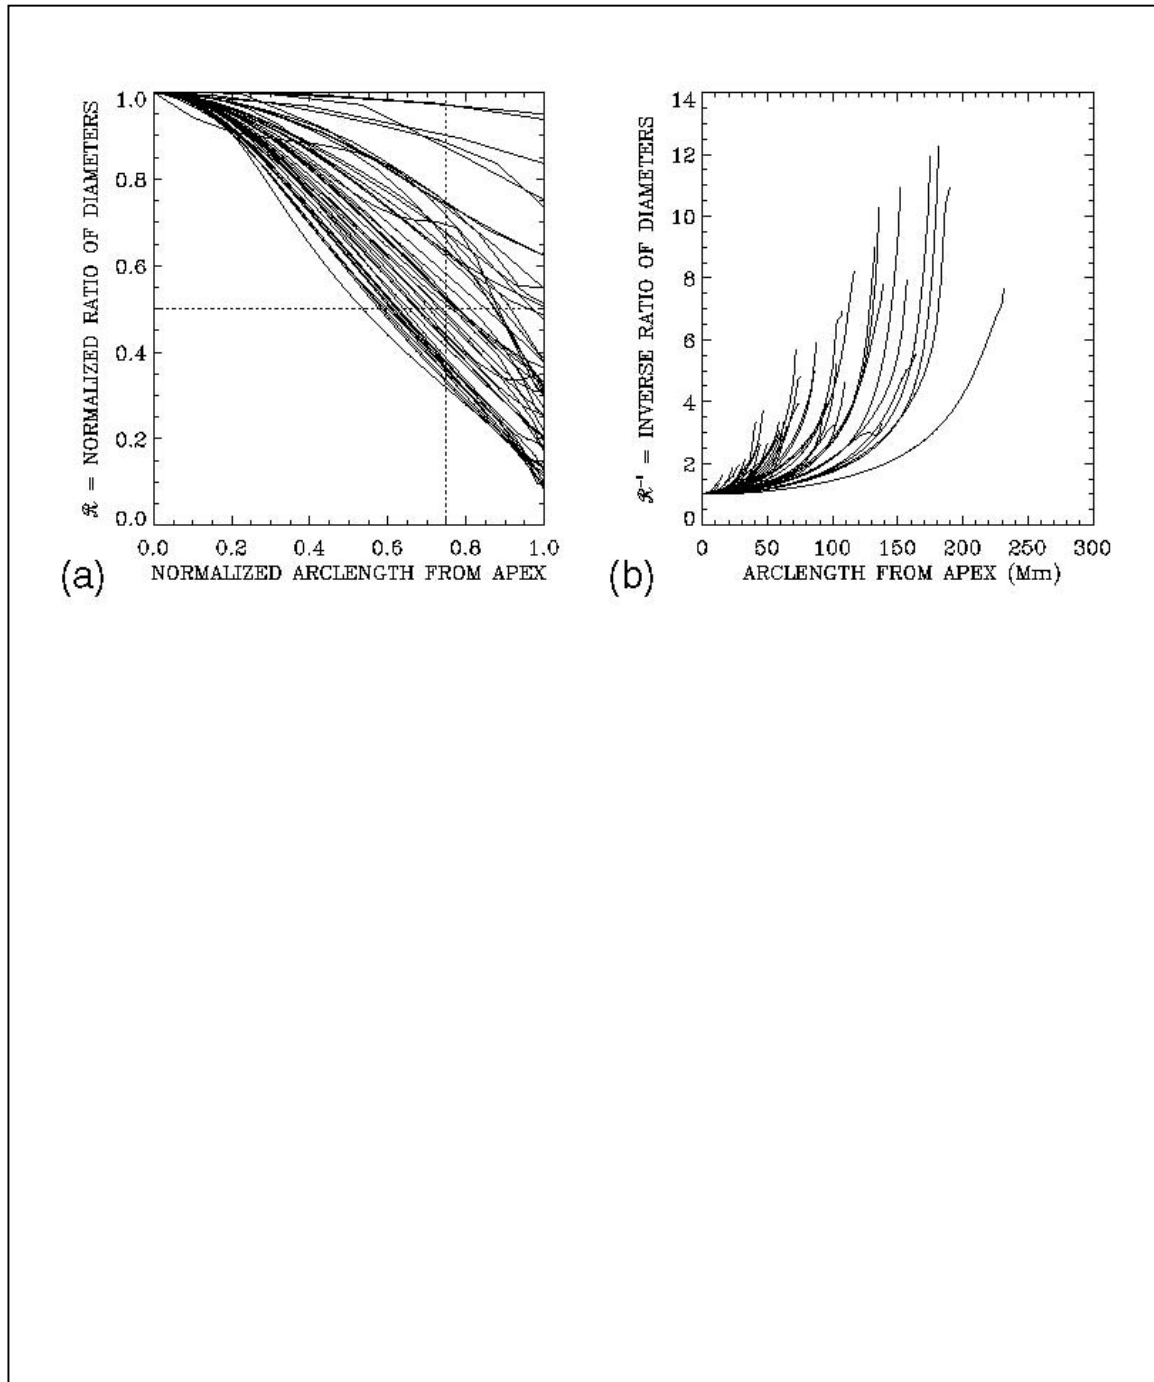 ℛ = NORMALIZED RATIO OF DIAMETERS
1.0
0.8
0.6
0.4
0.2
0.0
0.0 0.2 0.4 0.6 0.8 1.0
(a) NORMALIZED ARCLENGTH FROM APEX
ℛ⁻¹ = INVERSE RATIO OF DIAMETERS
14
12
10
8
6
4
2
0
0 50 100 150 200 250 300
(b) ARCLENGTH FROM APEX (Mm)